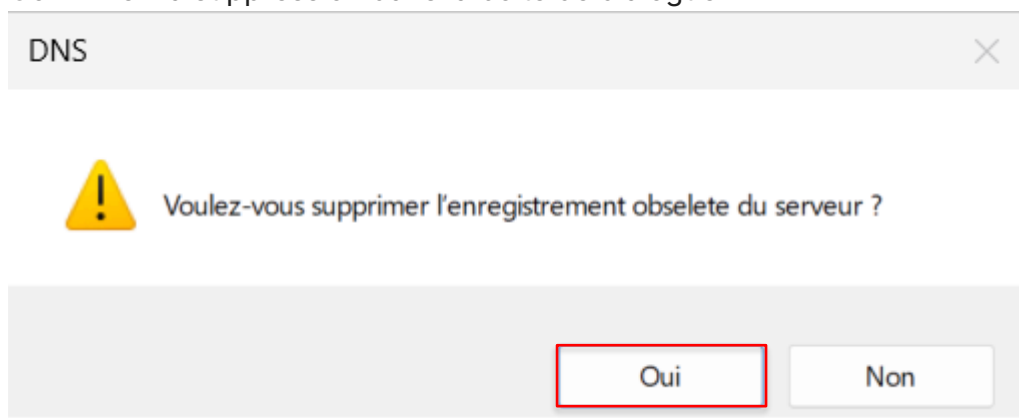 DNS
Voulez-vous supprimer l'enregistrement obselete du serveur ?
Oui
Non